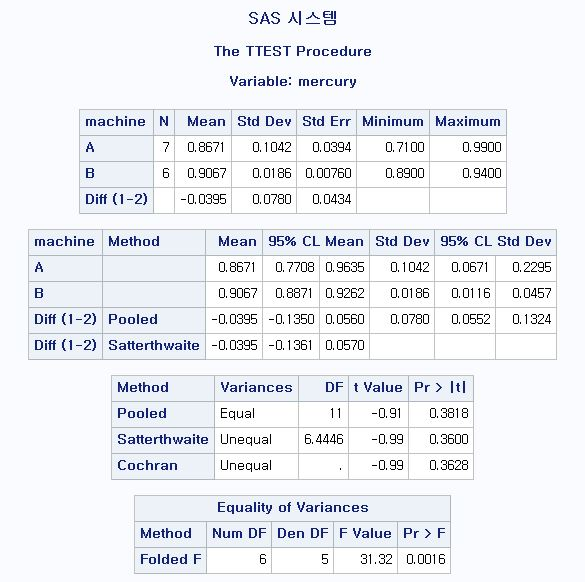 SAS 시스템
The TTEST Procedure
Variable: mercury
machine N Mean Std Dev Std Err Minimum Maximum
A 7 0.8671 0.1042 0.0394 0.7100 0.9900
B 6 0.9067 0.0186 0.00760 0.8900 0.9400
Diff (1-2) -0.0395 0.0780 0.0434
machine Method Mean 95% CL Mean Std Dev 95% CL Std Dev
A 0.8671 0.7708 0.9635 0.1042 0.0671 0.2295
B 0.9067 0.8871 0.9262 0.0186 0.0116 0.0457
Diff (1-2) Pooled -0.0395 -0.1350 0.0560 0.0780 0.0552 0.1324
Diff (1-2) Satterthwaite -0.0395 -0.1361 0.0570
Method Variances DF t Value Pr > |t|
Pooled Equal 11 -0.91 0.3818
Satterthwaite Unequal 6.4446 -0.99 0.3600
Cochran Unequal . -0.99 0.3628
Equality of Variances
Method Num DF Den DF F Value Pr > F
Folded F 6 5 31.32 0.0016